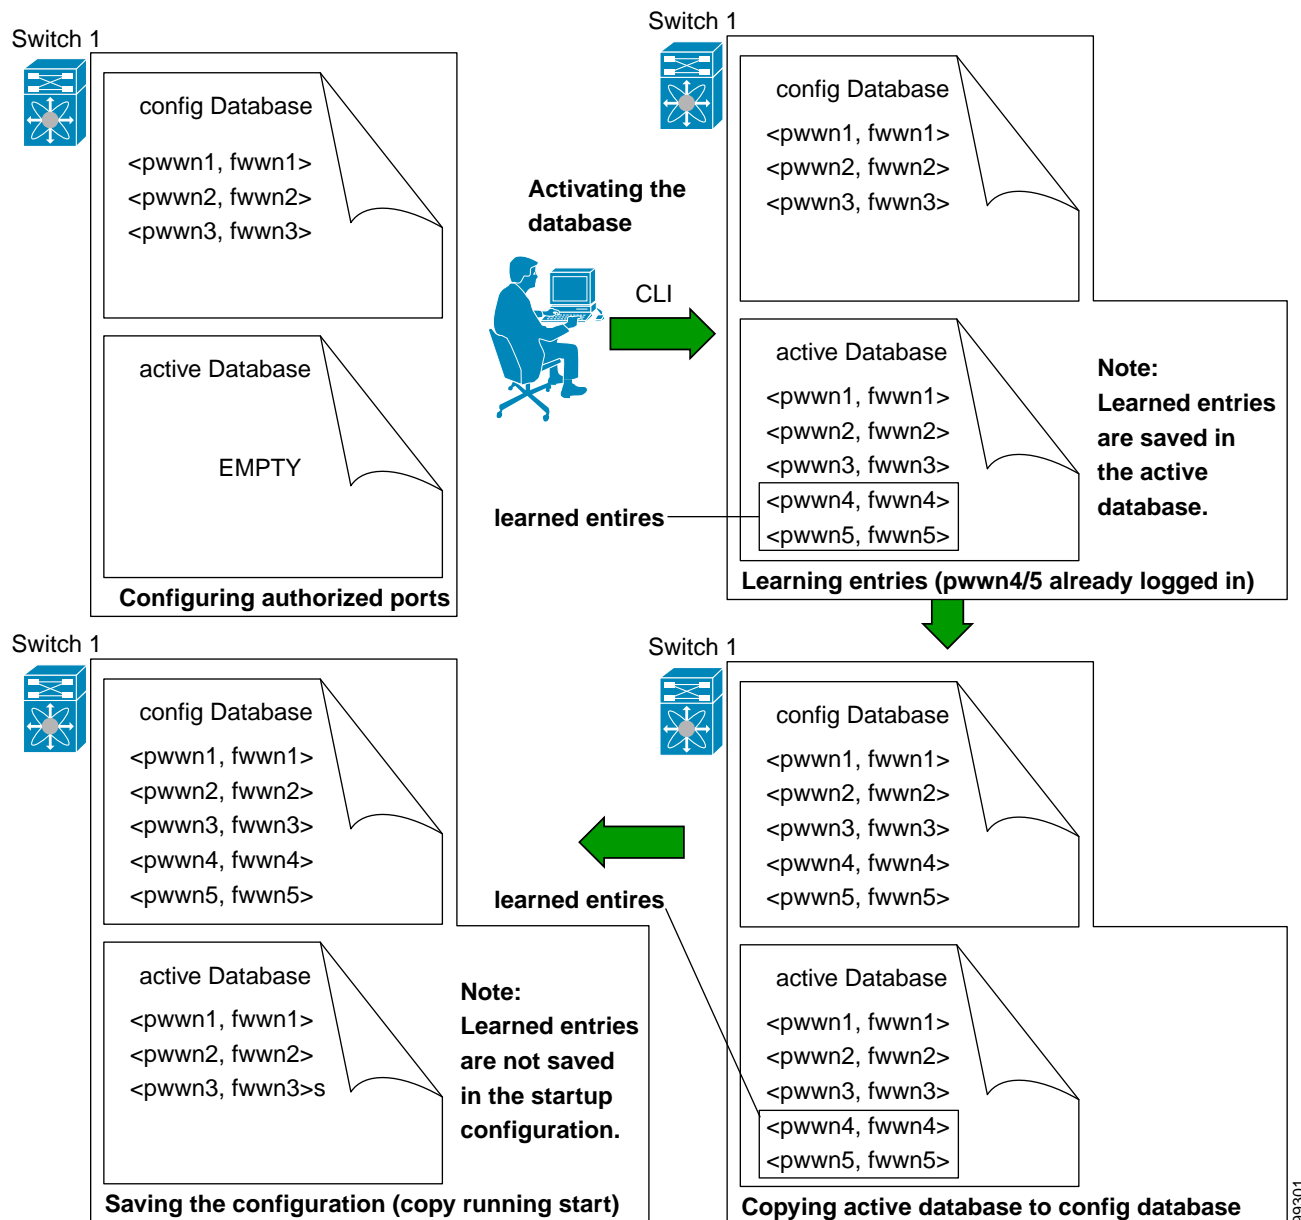 Switch 1
config Database
<pwwn1, fwwn1>
<pwwn2, fwwn2>
<pwwn3, fwwn3>
active Database
EMPTY
Configuring authorized ports
Activating the
database
CLI
Switch 1
config Database
<pwwn1, fwwn1>
<pwwn2, fwwn2>
<pwwn3, fwwn3>
active Database
<pwwn1, fwwn1>
<pwwn2, fwwn2>
<pwwn3, fwwn3>
<pwwn4, fwwn4>
<pwwn5, fwwn5>
learned entires
Note:
Learned entries
are saved in
the active
database.
Learning entries (pwwn4/5 already logged in)
Switch 1
config Database
<pwwn1, fwwn1>
<pwwn2, fwwn2>
<pwwn3, fwwn3>
<pwwn4, fwwn4>
<pwwn5, fwwn5>
active Database
<pwwn1, fwwn1>
<pwwn2, fwwn2>
<pwwn3, fwwn3>s
Note:
Learned entries
are not saved
in the startup
configuration.
Saving the configuration (copy running start)
Switch 1
config Database
<pwwn1, fwwn1>
<pwwn2, fwwn2>
<pwwn3, fwwn3>
<pwwn4, fwwn4>
<pwwn5, fwwn5>
learned entires
active Database
<pwwn1, fwwn1>
<pwwn2, fwwn2>
<pwwn3, fwwn3>
<pwwn4, fwwn4>
<pwwn5, fwwn5>
Copying active database to config database
99301